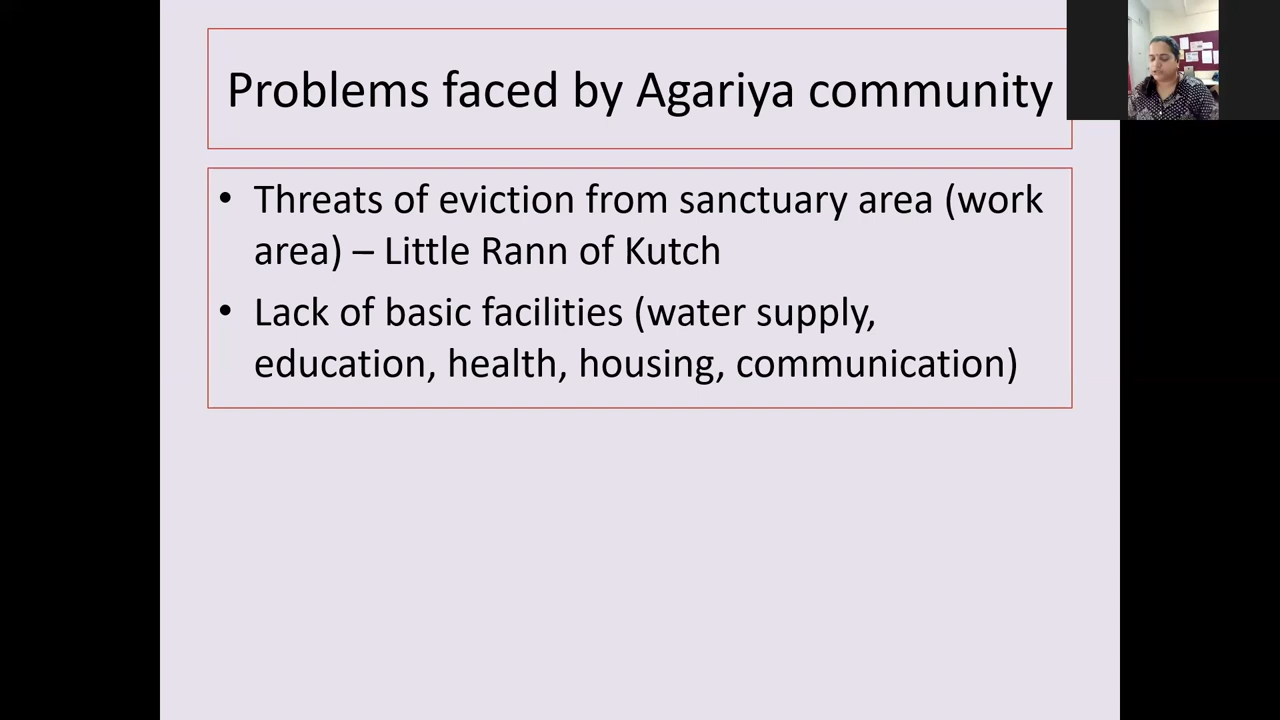 Problems faced by Agariya community
• Threats of eviction from sanctuary area (work
area) – Little Rann of Kutch
• Lack of basic facilities (water supply,
education, health, housing, communication)